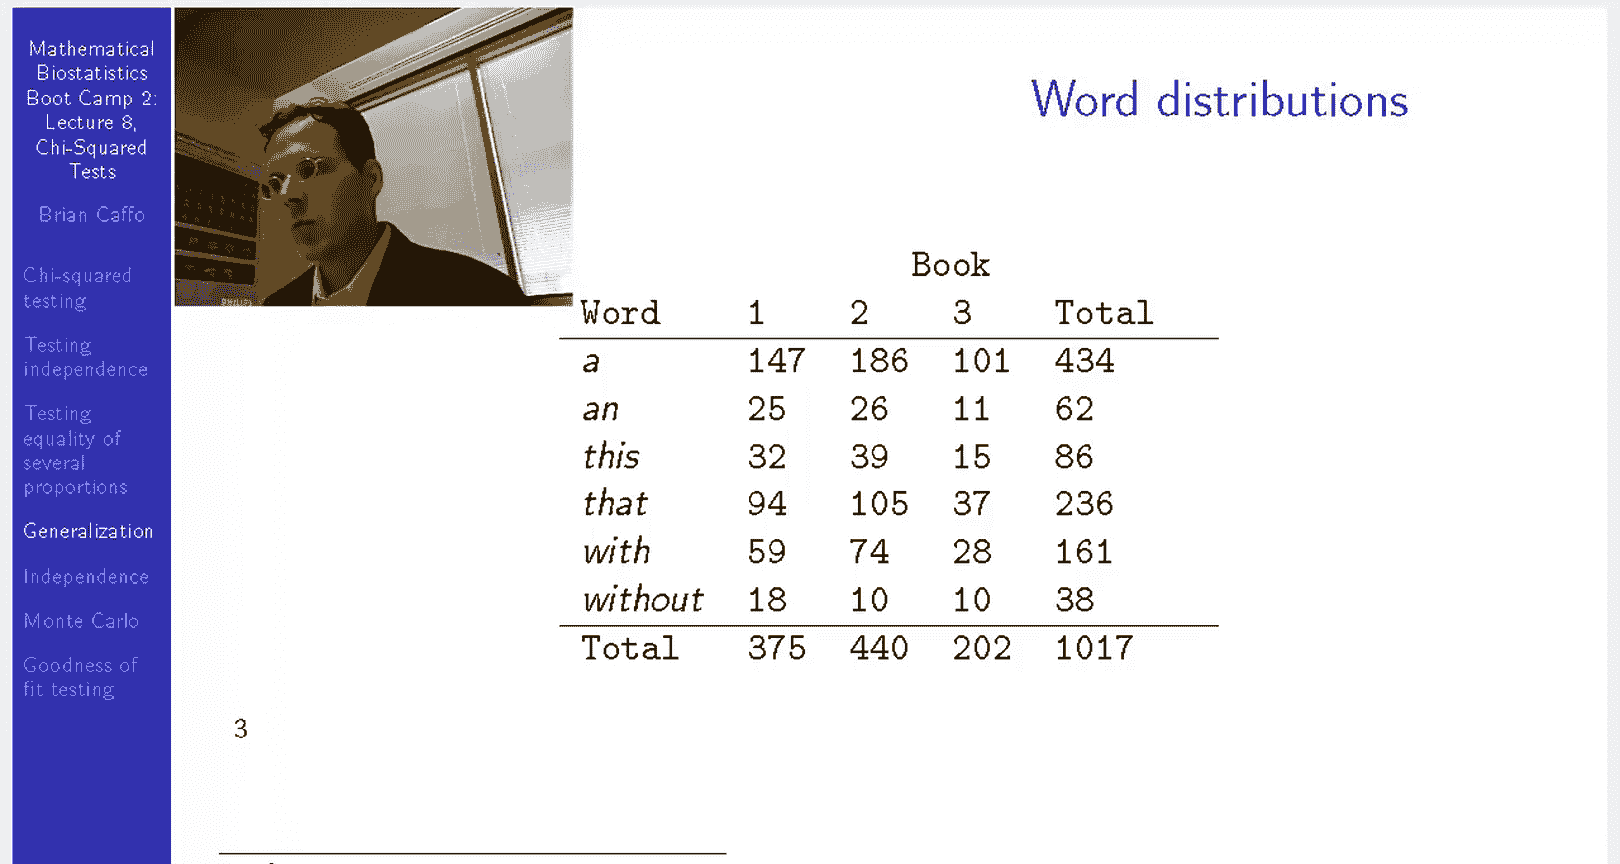 Mathematical
Biostatistics
Boot Camp 2:
Lecture 8,
Chi-Squared
Tests
Brian Caffo
Chi-squared
testing
Testing
independence
Testing
equality of
several
proportions
Generalization
Independence
Monte Carlo
Goodness of
fit testing
Word distributions
Book
Word 1 2 3 Total
a 147 186 101 434
an 25 26 11 62
this 32 39 15 86
that 94 105 37 236
with 59 74 28 161
without 18 10 10 38
Total 375 440 202 1017
3